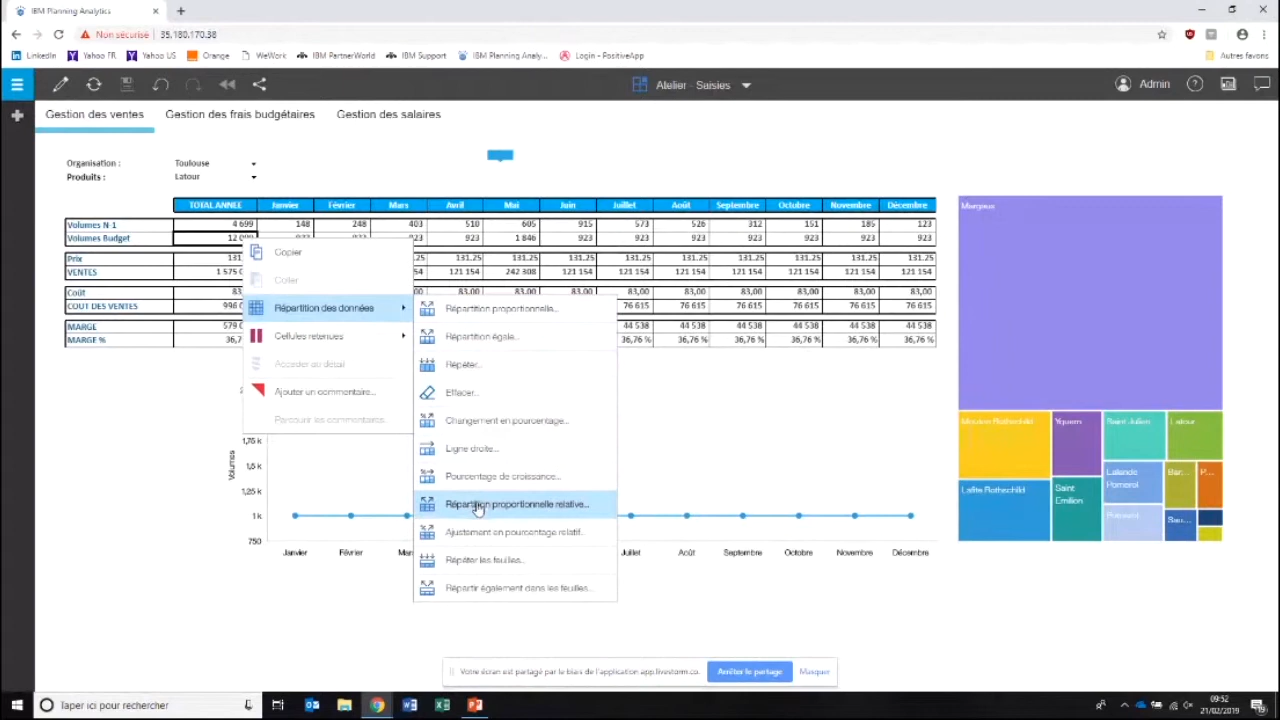 IBM Planning Analytics
Non sécurisé 35.180.170.38
LinkedIn Yahoo FR Yahoo US Orange WeWork IBM PartnerWorld IBM Support IBM Planning Analy... Login - PositiveApp Autres favoris
Atelier - Saisies Admin
Gestion des ventes Gestion des frais budgétaires Gestion des salaires
Organisation : Toulouse
Produits : Latour
TOTAL ANNEE Janvier Février Mars Avril Mai Juin Juillet Août Septembre Octobre Novembre Décembre
Volumes N-1 4 699 148 248 403 510 605 915 573 526 312 151 185 123
Volumes Budget 1 846 923 923 923 923 923 923 923
Prix 131,25 131,25 131,25 131,25 131,25 131,25 131,25 131,25 131,25
VENTES 121 154 242 308 121 154 121 154 121 154 121 154 121 154 121 154 121 154
Coût 83,00 83,00 83,00 83,00 83,00 83,00 83,00
COUT DES VENTES 76 615 76 615 76 615 76 615 76 615 76 615
MARGE 44 538 44 538 44 538 44 538 44 538 44 538
MARGE % 36,76 % 36,76 % 36,76 % 36,76 % 36,76 % 36,76 %
Copier
Coller
Répartition des données
Cellules retenues
Accéder au détail
Ajouter un commentaire...
Parcourir les commentaires...
Répartition proportionnelle...
Répartition égale...
Répéter...
Effacer...
Changement en pourcentage...
Ligne droite...
Pourcentage de croissance...
Répartition proportionnelle relative...
Ajustement en pourcentage relatif...
Répéter les feuilles...
Répartir également dans les feuilles...
Volumes
1,75 k
1,5 k
1,25 k
1 k
750
Janvier Février Mars Juillet Août Septembre Octobre Novembre Décembre
Margaux
Mouton Rothschild Yquem Saint Julien Latour
Lafite Rothschild Saint Emilion Lalande Pomerol Bar... P...
Pommard Sau...
Votre écran est partagé par le biais de l'application app.livestorm.co. Arrêter le partage Masquer
Taper ici pour rechercher
09:52
21/02/2019